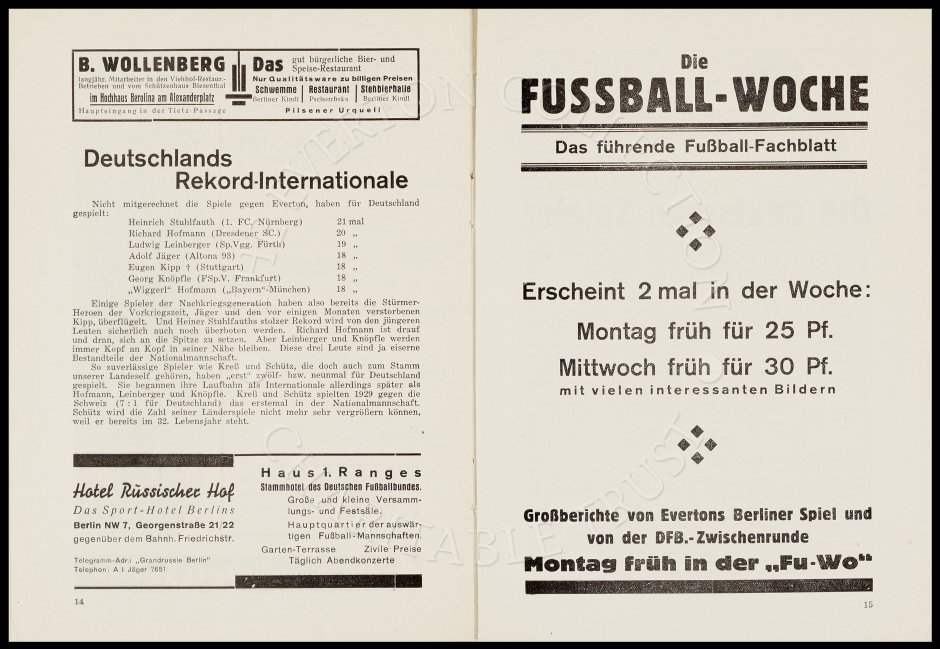 B. WOLLENBERG
langjähr. Mitarbeiter in den Viehhof-Restaur.-
Betrieben und vom Schützenhaus Biesenthal
im Hochhaus Berolina am Alexanderplatz
Haupteingang in der Tietz-Passage
Das gut bürgerliche Bier- und
Speise-Restaurant
Nur Qualitätsware zu billigen Preisen
Schwemme | Restaurant | Stehbierhalle
Berliner Kindl | Pschorrbräu | Berliner Kindl
Pilsener Urquell
Deutschlands
Rekord-Internationale
Nicht mitgerechnet die Spiele gegen Everton, haben für Deutschland
gespielt:
Heinrich Stuhlfauth (1. FC. Nürnberg) 21 mal
Richard Hofmann (Dresdener SC.) 20 „
Ludwig Leinberger (Sp.Vgg. Fürth) 19 „
Adolf Jäger (Altona 93) 18 „
Eugen Kipp † (Stuttgart) 18 „
Georg Knöpfle (FSp.V. Frankfurt) 18 „
„Wiggerl" Hofmann („Bayern"-München) 18 „
Einige Spieler der Nachkriegsgeneration haben also bereits die Stürmer-
Heroen der Vorkriegszeit, Jäger und den vor einigen Monaten verstorbenen
Kipp, überflügelt. Und Heiner Stuhlfauths stolzer Rekord wird von den jüngeren
Leuten sicherlich auch noch überboten werden. Richard Hofmann ist drauf
und dran, sich an die Spitze zu setzen. Aber Leinberger und Knöpfle werden
immer Kopf an Kopf in seiner Nähe bleiben. Diese drei Leute sind ja eiserne
Bestandteile der Nationalmannschaft.
So zuverlässige Spieler wie Kreß und Schütz, die doch auch zum Stamm
unserer Landeself gehören, haben „erst" zwölf- bzw. neunmal für Deutschland
gespielt. Sie begannen ihre Laufbahn als Internationale allerdings später als
Hofmann, Leinberger und Knöpfle. Kreß und Schütz spielten 1929 gegen die
Schweiz (7 : 1 für Deutschland) das erstemal in der Nationalmannschaft.
Schütz wird die Zahl seiner Länderspiele nicht mehr sehr vergrößern können,
weil er bereits im 32. Lebensjahr steht.
Hotel Russischer Hof
Das Sport-Hotel Berlins
Berlin NW 7, Georgenstraße 21/22
gegenüber dem Bahnh. Friedrichstr.
Telegramm-Adr.: „Grandrussie Berlin"
Telephon: A 1 Jäger 7651
Haus 1. Ranges
Stammhotel des Deutschen Fußballbundes.
Große und kleine Versamm-
lungs- und Festsäle.
Hauptquartier der auswär-
tigen Fußball-Mannschaften.
Garten-Terrasse Zivile Preise
Täglich Abendkonzerte
14
Die
FUSSBALL-WOCHE
Das führende Fußball-Fachblatt
Erscheint 2 mal in der Woche:
Montag früh für 25 Pf.
Mittwoch früh für 30 Pf.
mit vielen interessanten Bildern
Großberichte von Evertons Berliner Spiel und
von der DFB.-Zwischenrunde
Montag früh in der „Fu-Wo"
15
EVERTON COLLECTION
CHARITABLE TRUST